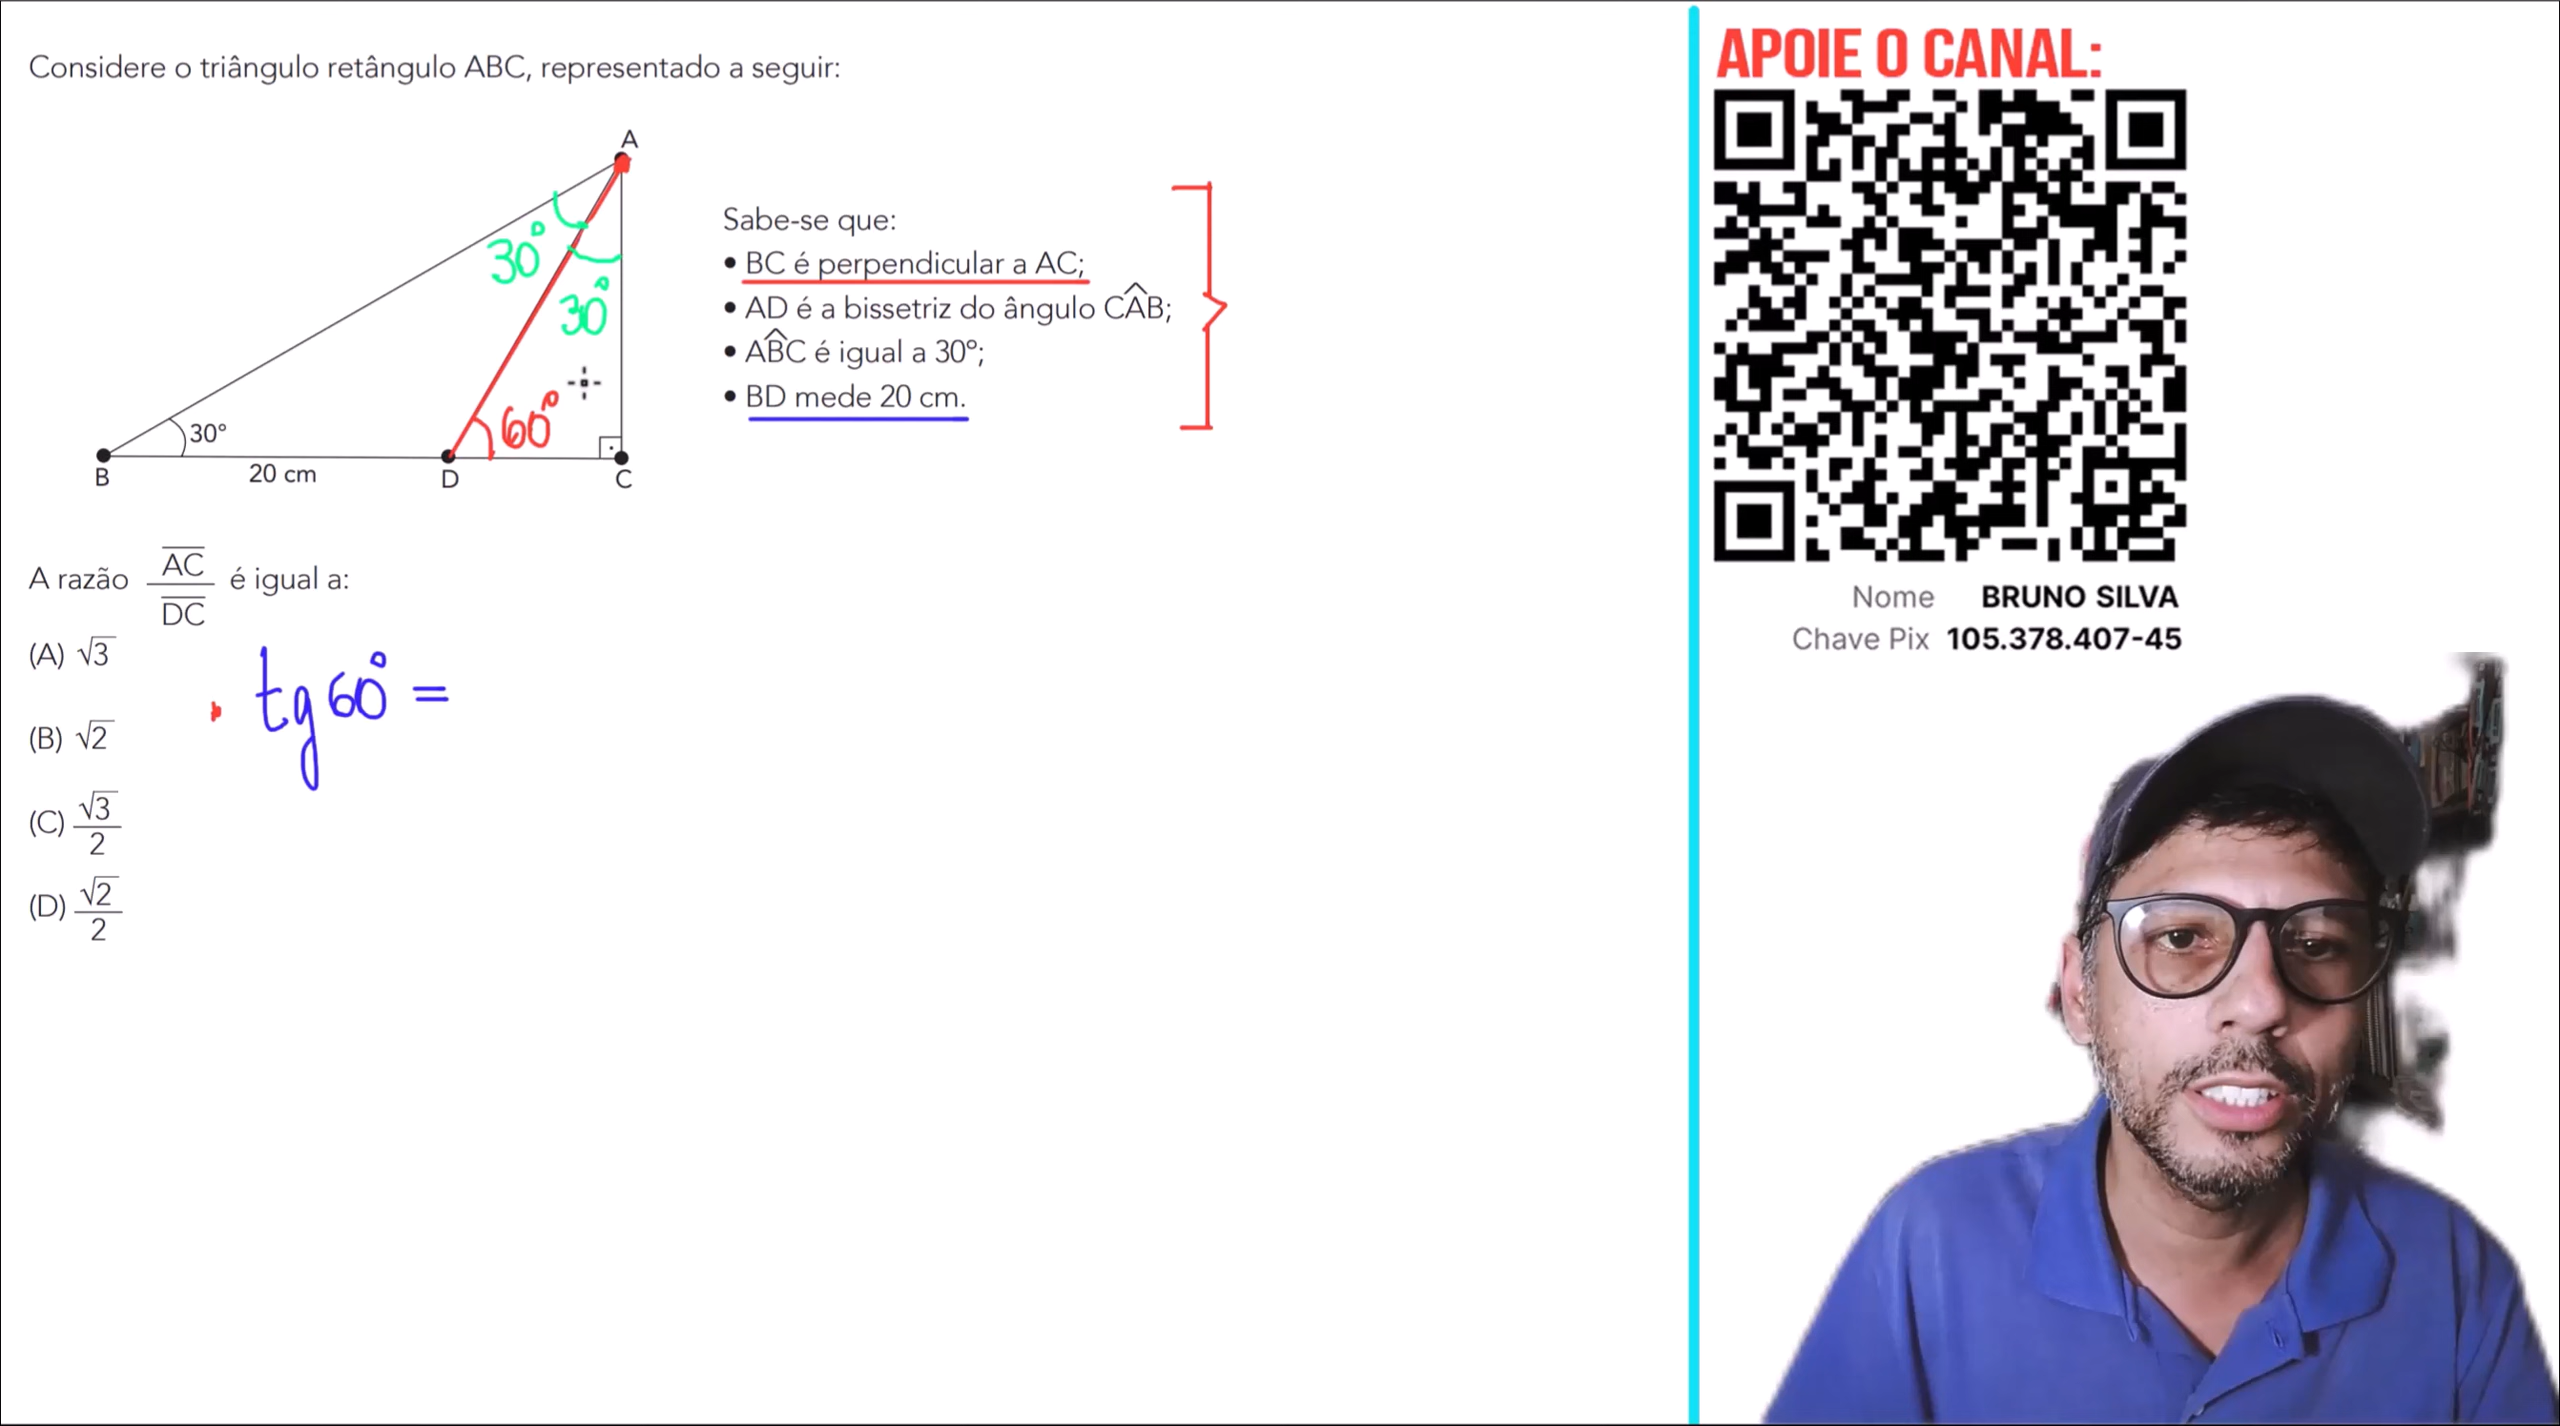 Considere o triângulo retângulo ABC, representado a seguir:
A
30°
30°
60°
30°
B
20 cm
D
C
Sabe-se que:
• BC é perpendicular a AC;
• AD é a bissetriz do ângulo CÂB;
• AB̂C é igual a 30º;
• BD mede 20 cm.
A razão AC/DC é igual a:
(A) √3
(B) √2
(C) √3/2
(D) √2/2
tg 60° =
APOIE O CANAL:
Nome BRUNO SILVA
Chave Pix 105.378.407-45